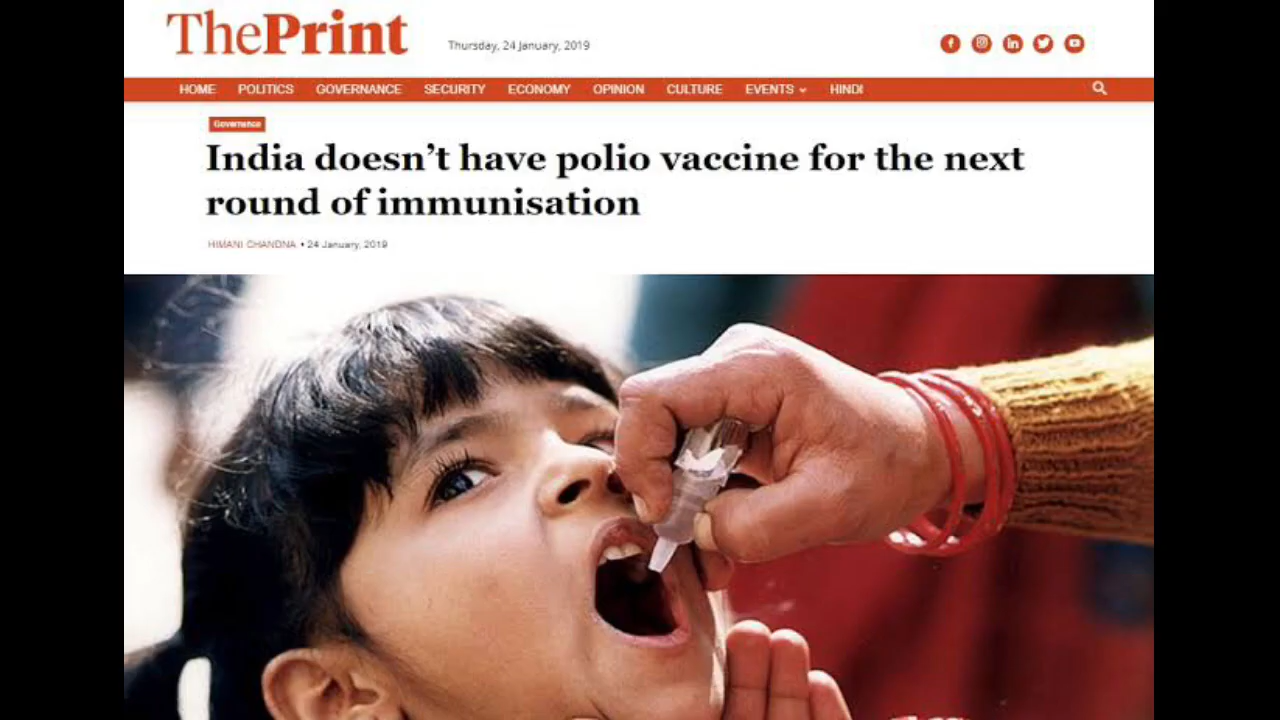 ThePrint
Thursday, 24 January, 2019
HOME POLITICS GOVERNANCE SECURITY ECONOMY OPINION CULTURE EVENTS HINDI
Governance
India doesn’t have polio vaccine for the next
round of immunisation
HIMANI CHANDNA • 24 January, 2019